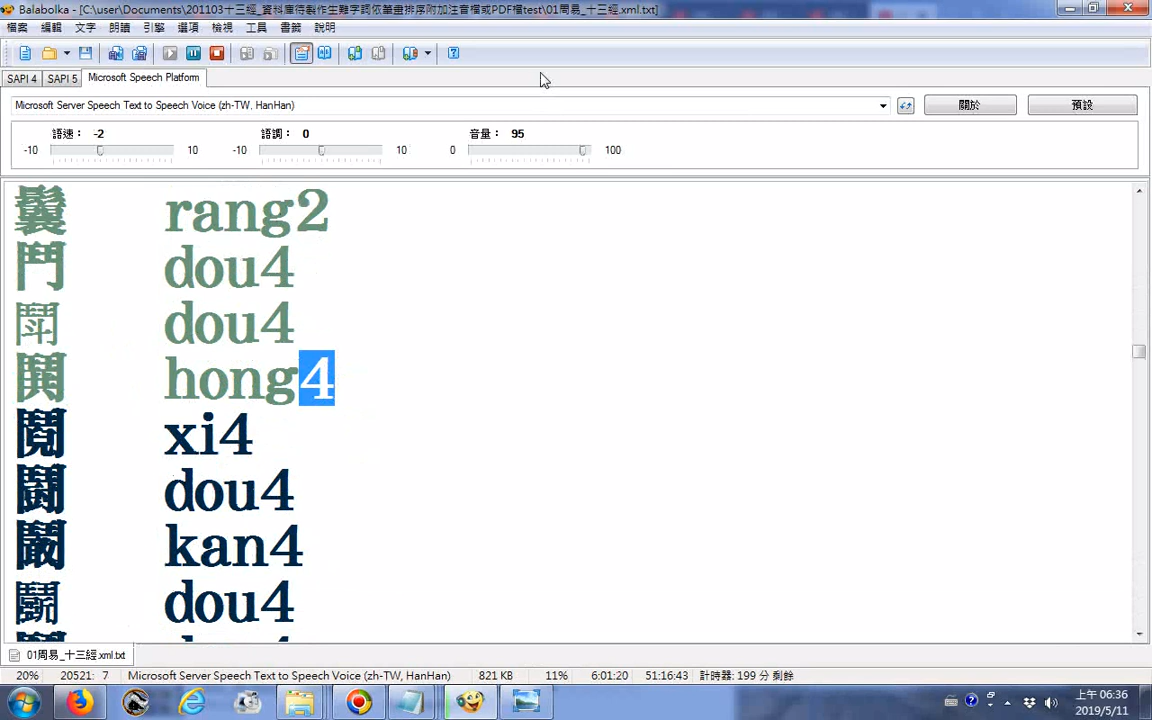 Balabolka - [C:\user\Documents\201103十三經_資料庫待製作生難字詞依筆畫排序附加注音檔或PDF檔test\01周易_十三經.xml.txt]
檔案 編輯 文字 朗讀 引擎 選項 檢視 工具 書籤 說明
SAPI 4 SAPI 5 Microsoft Speech Platform
Microsoft Server Speech Text to Speech Voice (zh-TW, HanHan) 關於 預設
語速： -2 語調： 0 音量： 95
-10 10 -10 10 0 100
鬤 rang2
鬥 dou4
鬦 dou4
鬨 hong4
鬩 xi4
鬪 dou4
鬫 kan4
鬬 dou4
01周易_十三經.xml.txt
20% 20521: 7 Microsoft Server Speech Text to Speech Voice (zh-TW, HanHan) 821 KB 11% 6:01:20 51:16:43 計時器: 199 分 剩餘
上午 06:36
2019/5/11